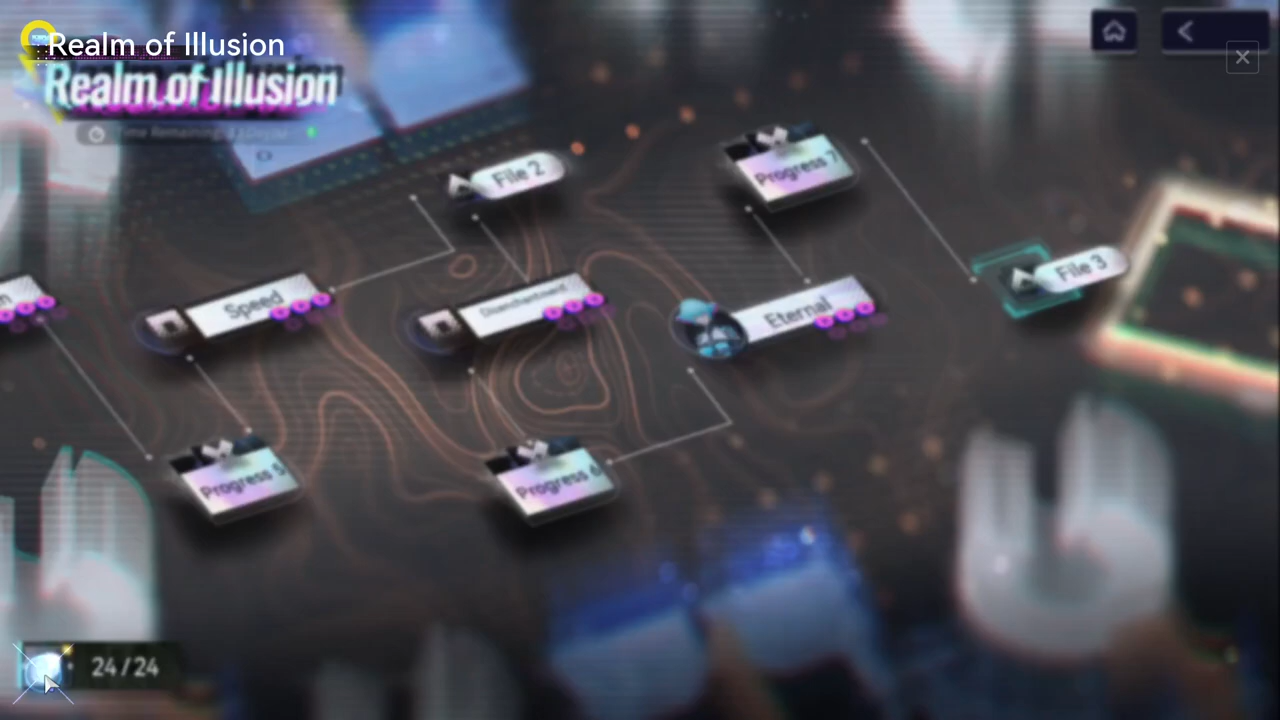 Realm of Illusion
Realm of Illusion
File 2
Progress 7
File 3
Speed
Disenchantment
Eternal
Progress 5
Progress 6
24/24